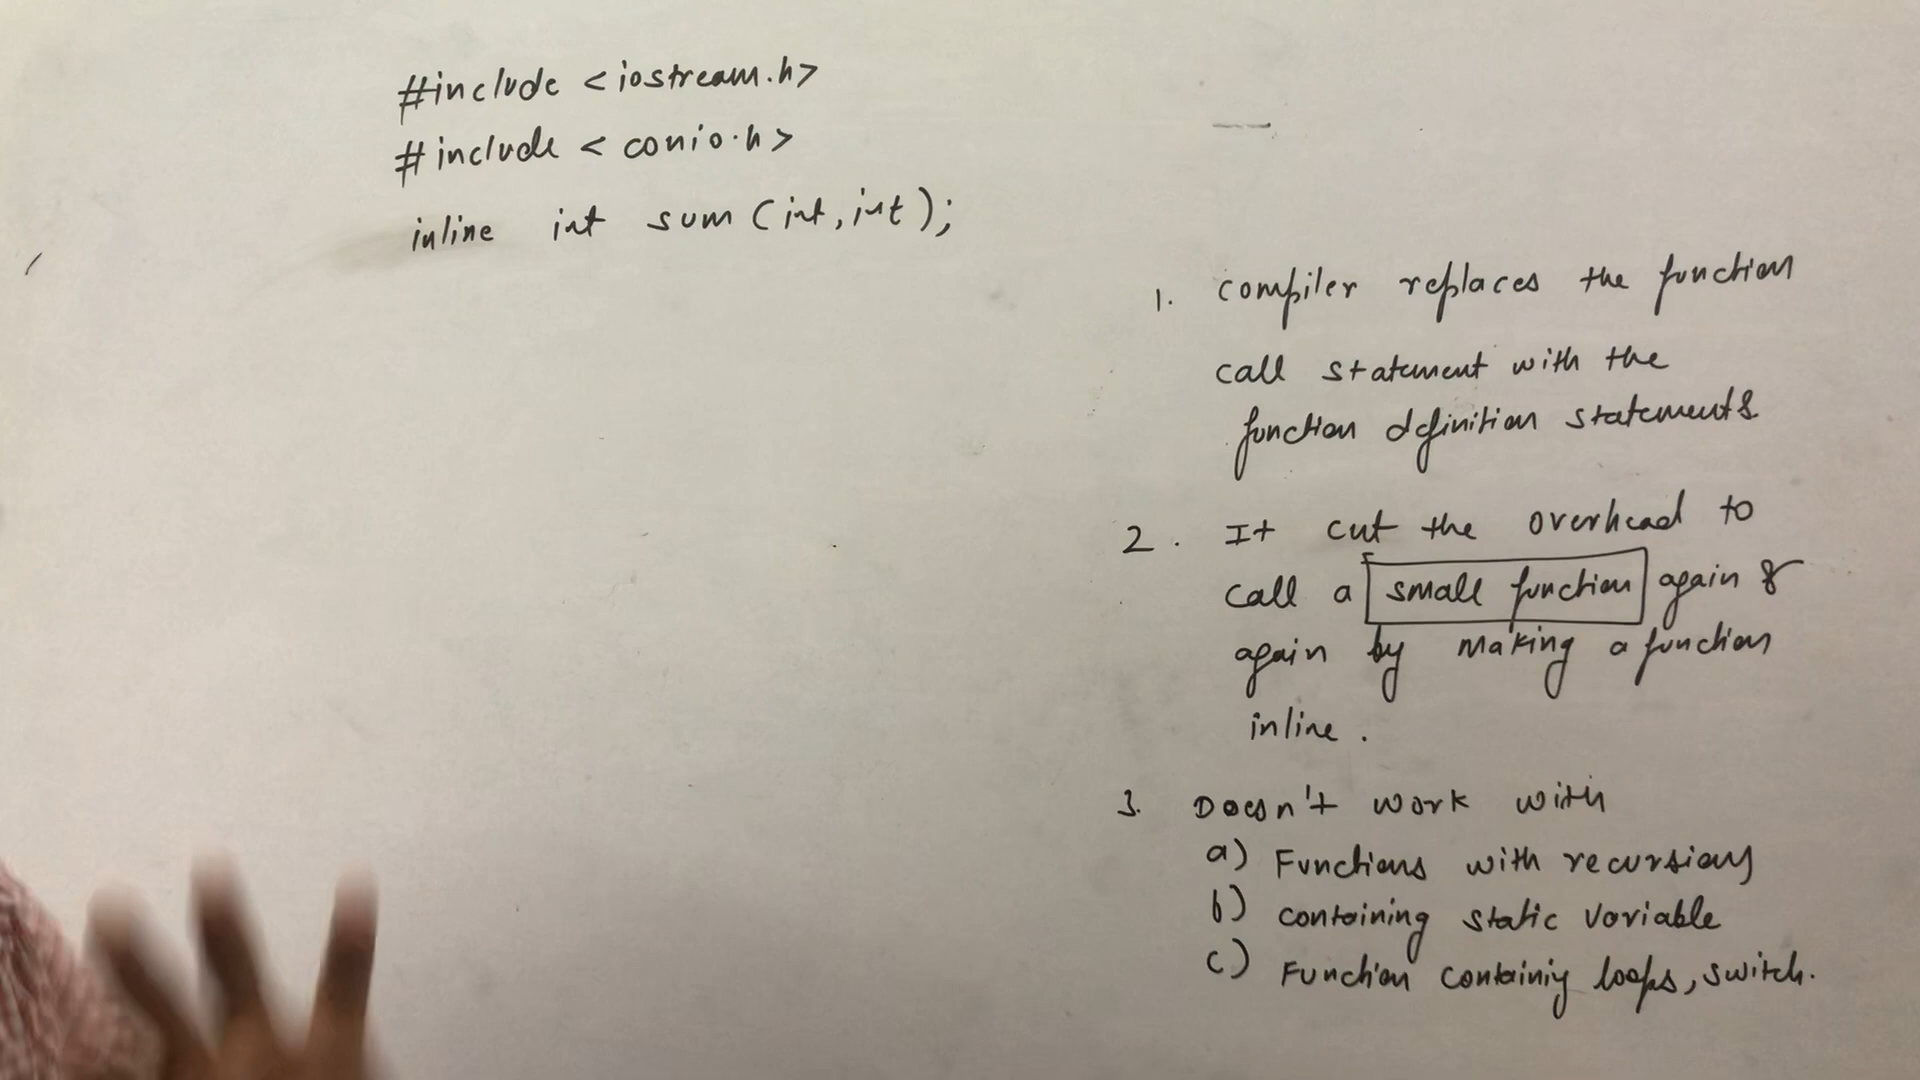 #include <iostream.h>
#include <conio.h>
inline int sum (int, int);
1. compiler replaces the function
call statement with the
function definition statements
2. It cut the overhead to
call a small function again &
again by making a function
inline.
3. Doesn't work with
a) Functions with recursions
b) containing static variable
c) Function containing loops, switch.